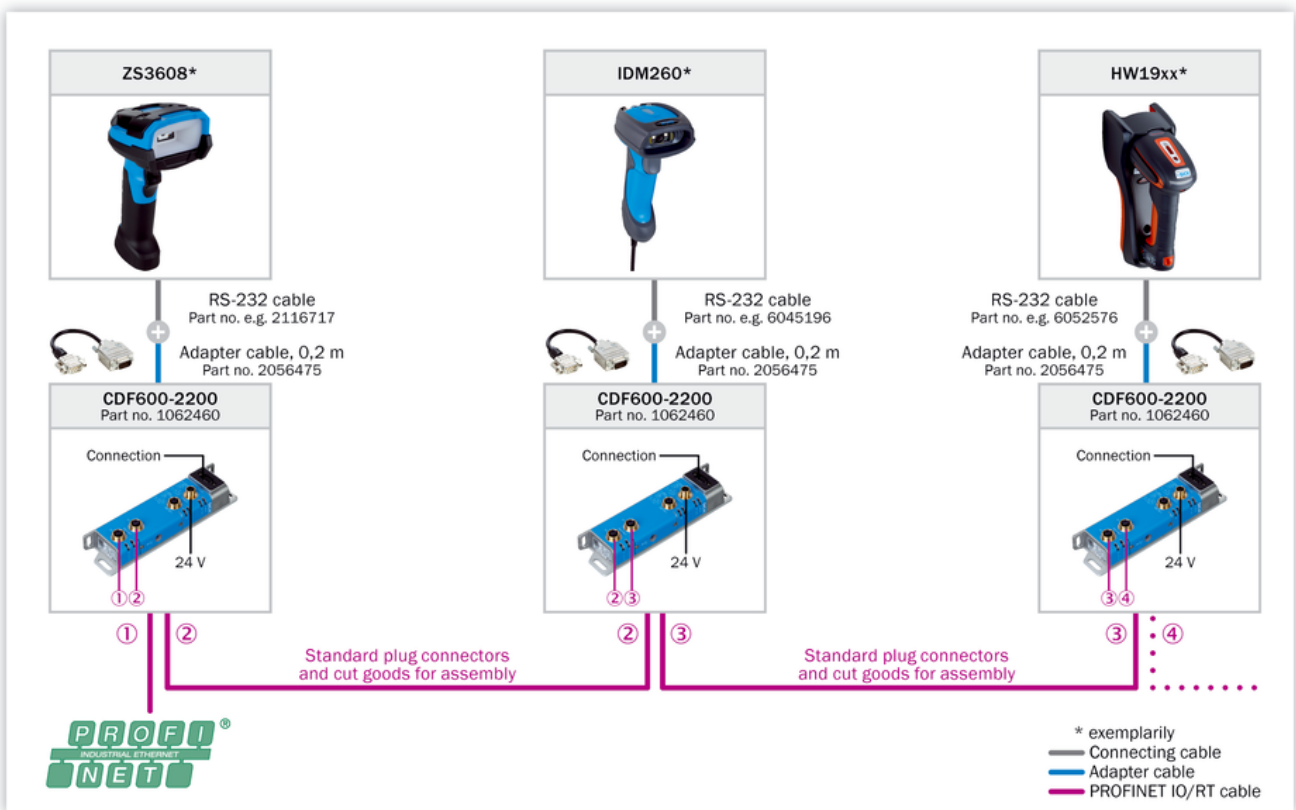 ZS3608*
IDM260*
HW19xx*
RS-232 cable
Part no. e.g. 2116717
Adapter cable, 0,2 m
Part no. 2056475
RS-232 cable
Part no. e.g. 6045196
Adapter cable, 0,2 m
Part no. 2056475
RS-232 cable
Part no. e.g. 6052576
Adapter cable, 0,2 m
Part no. 2056475
CDF600-2200
Part no. 1062460
Connection
24 V
①②
CDF600-2200
Part no. 1062460
Connection
24 V
②③
CDF600-2200
Part no. 1062460
Connection
24 V
③④
① ②
② ③
③ ④
Standard plug connectors
and cut goods for assembly
Standard plug connectors
and cut goods for assembly
PROFI®
INDUSTRIAL ETHERNET
NET
* exemplarily
Connecting cable
Adapter cable
PROFINET IO/RT cable